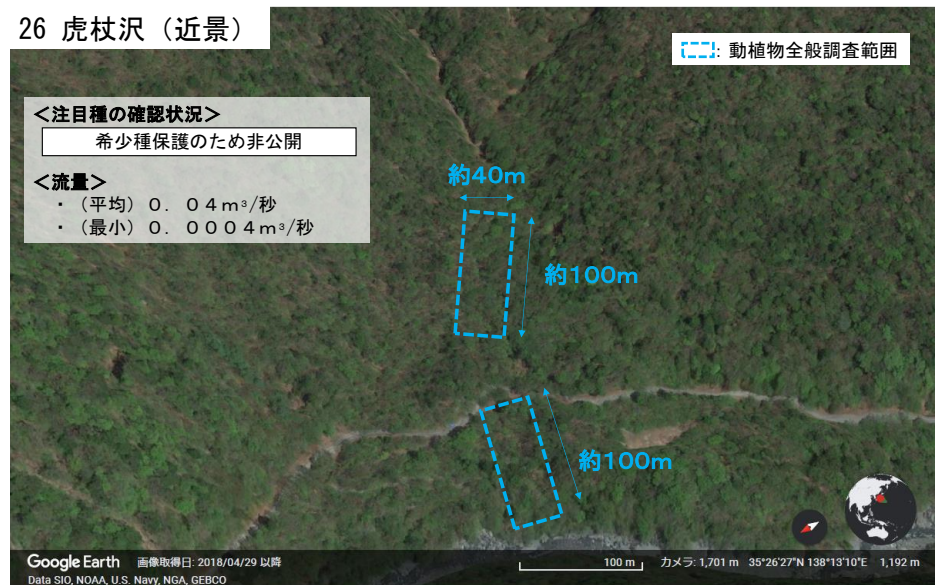 26 虎杖沢（近景）
: 動植物全般調査範囲
＜注目種の確認状況＞
希少種保護のため非公開
＜流量＞
・（平均）０．０４m³/秒
・（最小）０．０００４m³/秒
約40m
約100m
約100m
Google Earth 画像取得日: 2018/04/29 以降
100 m カメラ: 1,701 m 35°26'27"N 138°13'10"E 1,192 m
Data SIO, NOAA, U.S. Navy, NGA, GEBCO